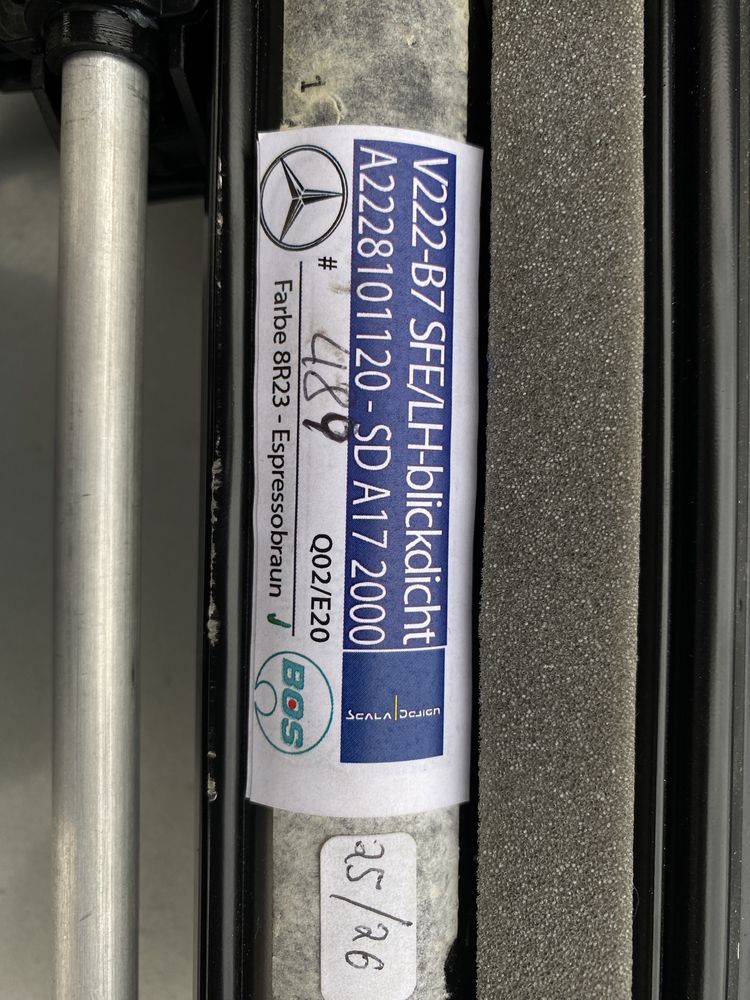 1
V222-B7 SFE/LH-blickdicht
A2228101120 - SD A17 2000
SCALA DESIGN
# 489 Q02/E20
Farbe 8R23 - Espressobraun
BOS
25/26